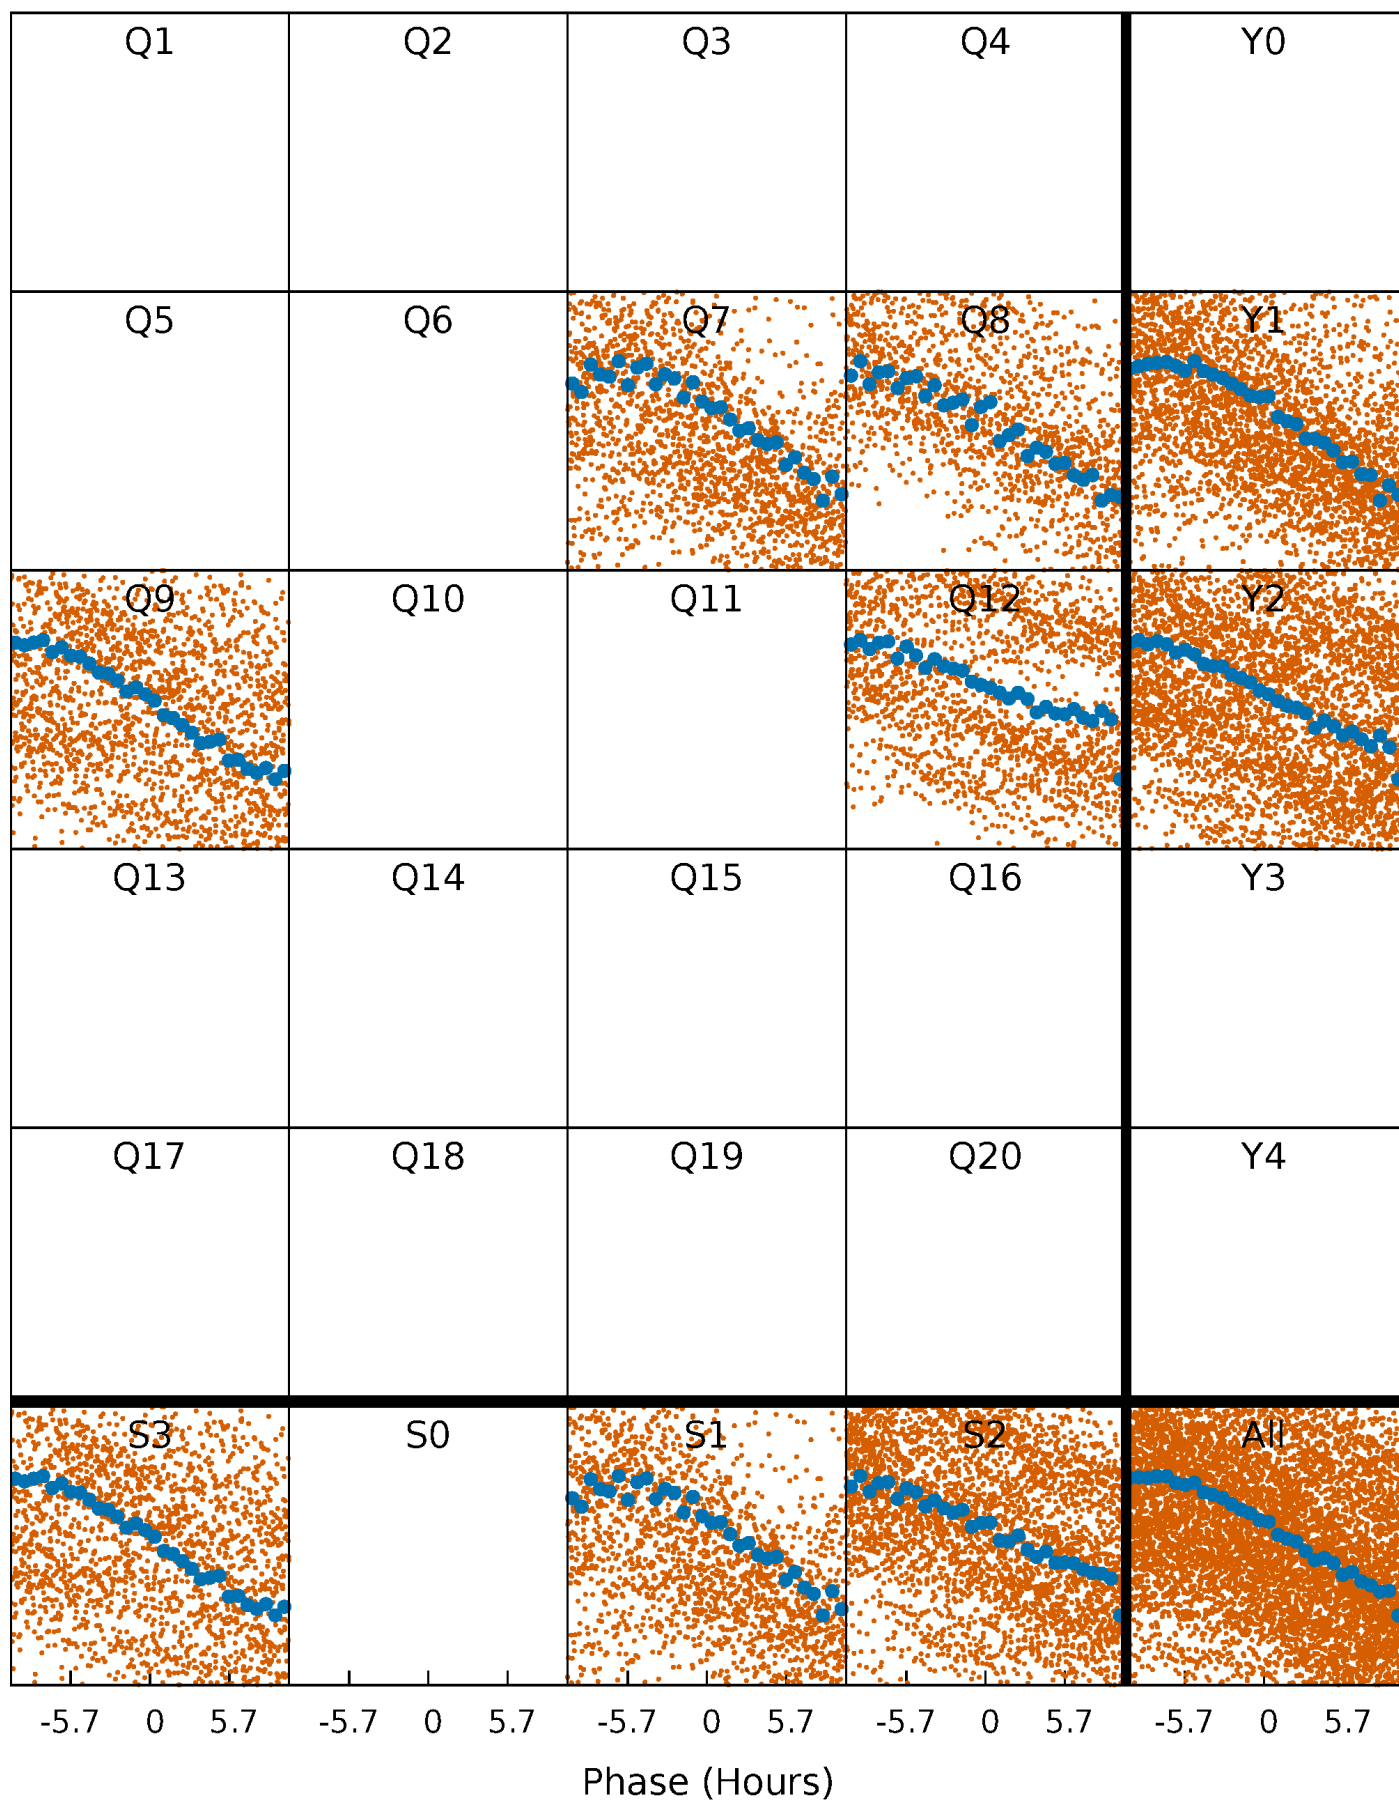 Q1 Q2 Q3 Q4 Y0
Q5 Q6 Q7 Q8 Y1
Q9 Q10 Q11 Q12 Y2
Q13 Q14 Q15 Q16 Y3
Q17 Q18 Q19 Q20 Y4
S3 S0 S1 S2 All
-5.7 0 5.7 -5.7 0 5.7 -5.7 0 5.7 -5.7 0 5.7 -5.7 0 5.7
Phase (Hours)